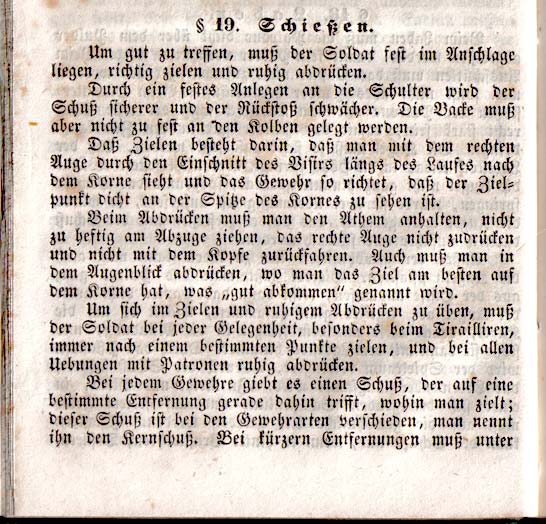 § 19. Schießen.
Um gut zu treffen, muß der Soldat fest im Anschlage
liegen, richtig zielen und ruhig abdrücken.
Durch ein festes Anlegen an die Schulter wird der
Schuß sicherer und der Rückstoß schwächer. Die Backe muß
aber nicht zu fest an den Kolben gelegt werden.
Daß Zielen besteht darin, daß man mit dem rechten
Auge durch den Einschnitt des Visirs längs des Laufes nach
dem Korne sieht und das Gewehr so richtet, daß der Ziel-
punkt dicht an der Spitze des Kornes zu sehen ist.
Beim Abdrücken muß man den Athem anhalten, nicht
zu heftig am Abzuge ziehen, das rechte Auge nicht zudrücken
und nicht mit dem Kopfe zurückfahren. Auch muß man in
dem Augenblick abdrücken, wo man das Ziel am besten auf
dem Korne hat, was „gut abkommen“ genannt wird.
Um sich im Zielen und ruhigem Abdrücken zu üben, muß
der Soldat bei jeder Gelegenheit, besonders beim Tirailliren,
immer nach einem bestimmten Punkte zielen, und bei allen
Uebungen mit Patronen ruhig abdrücken.
Bei jedem Gewehre giebt es einen Schuß, der auf eine
bestimmte Entfernung gerade dahin trifft, wohin man zielt;
dieser Schuß ist bei den Gewehrarten verschieden, man nennt
ihn den Kernschuß. Bei kürzern Entfernungen muß unter